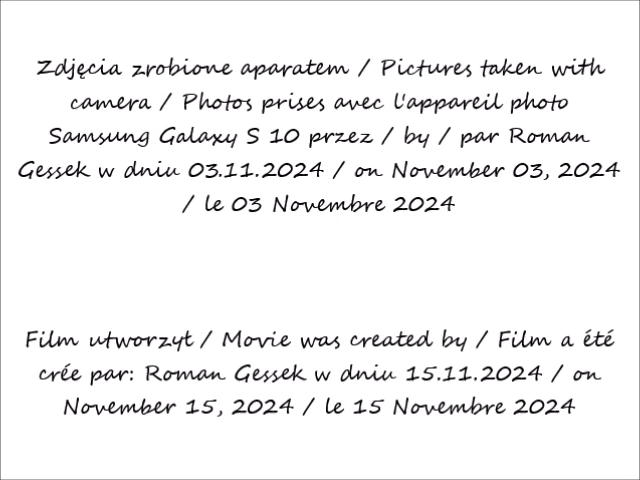 Zdjęcia zrobione aparatem / Pictures taken with
camera / Photos prises avec l'appareil photo
Samsung Galaxy S 10 przez / by / par Roman
Gessek w dniu 03.11.2024 / on November 03, 2024
/ le 03 Novembre 2024
Film utworzył / Movie was created by / Film a été
crée par: Roman Gessek w dniu 15.11.2024 / on
November 15, 2024 / le 15 Novembre 2024